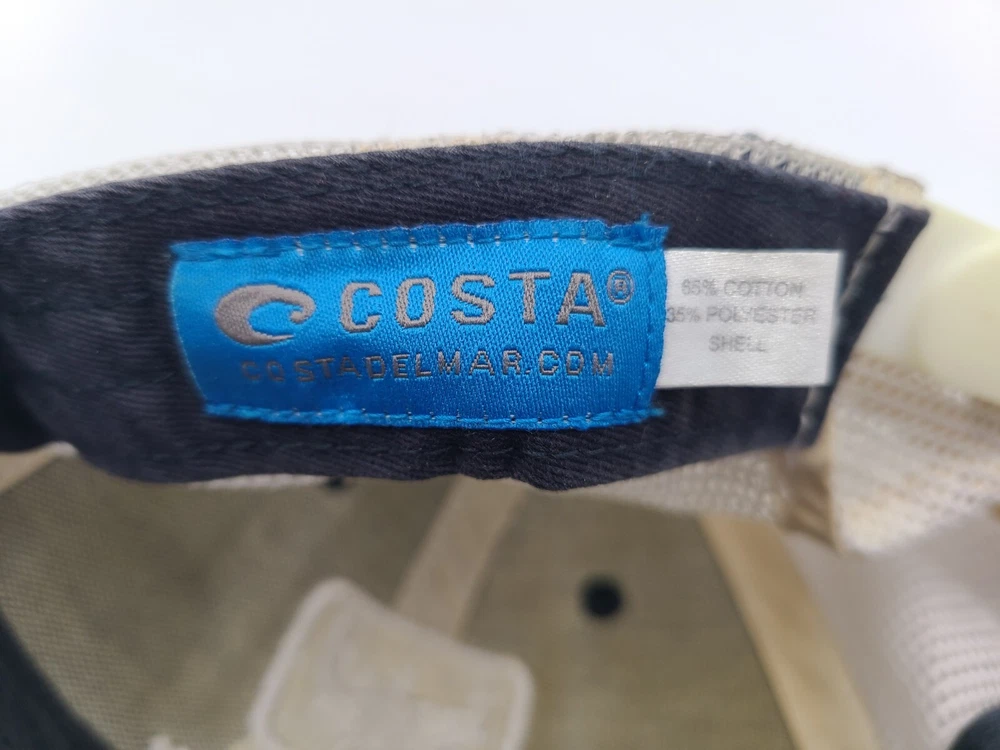 COSTA®
COSTADELMAR.COM
65% COTTON
35% POLYESTER
SHELL